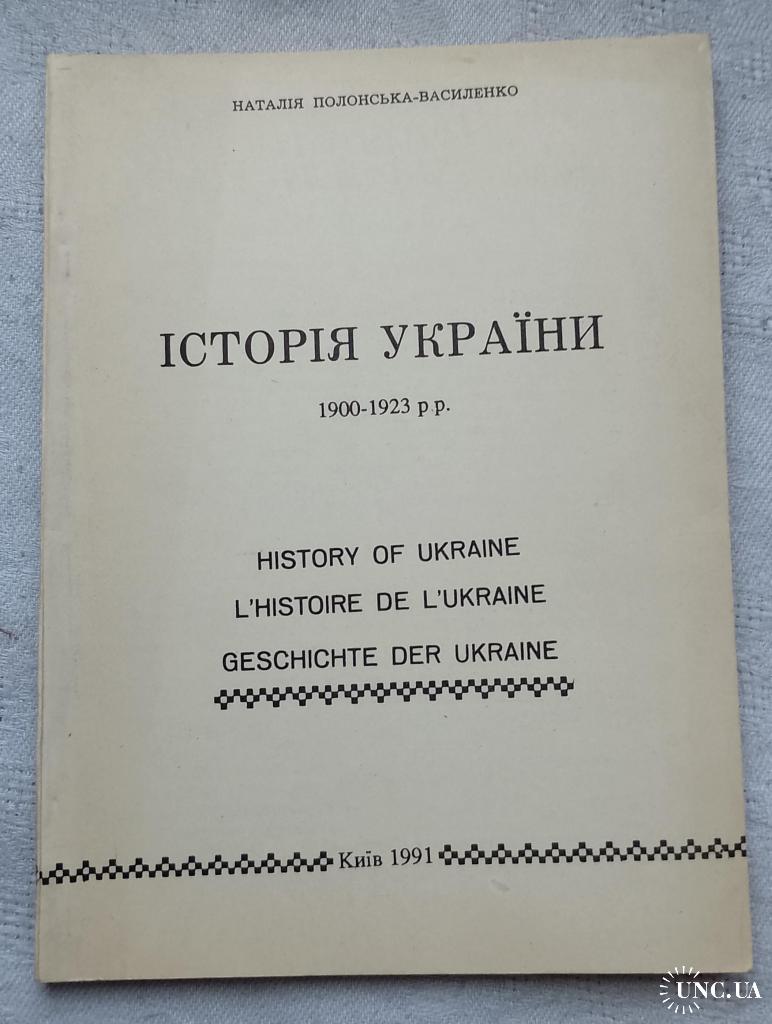 НАТАЛІЯ ПОЛОНСЬКА-ВАСИЛЕНКО
ІСТОРІЯ УКРАЇНИ
1900-1923 р.р.
HISTORY OF UKRAINE
L'HISTOIRE DE L'UKRAINE
GESCHICHTE DER UKRAINE
Київ 1991
UNC.UA